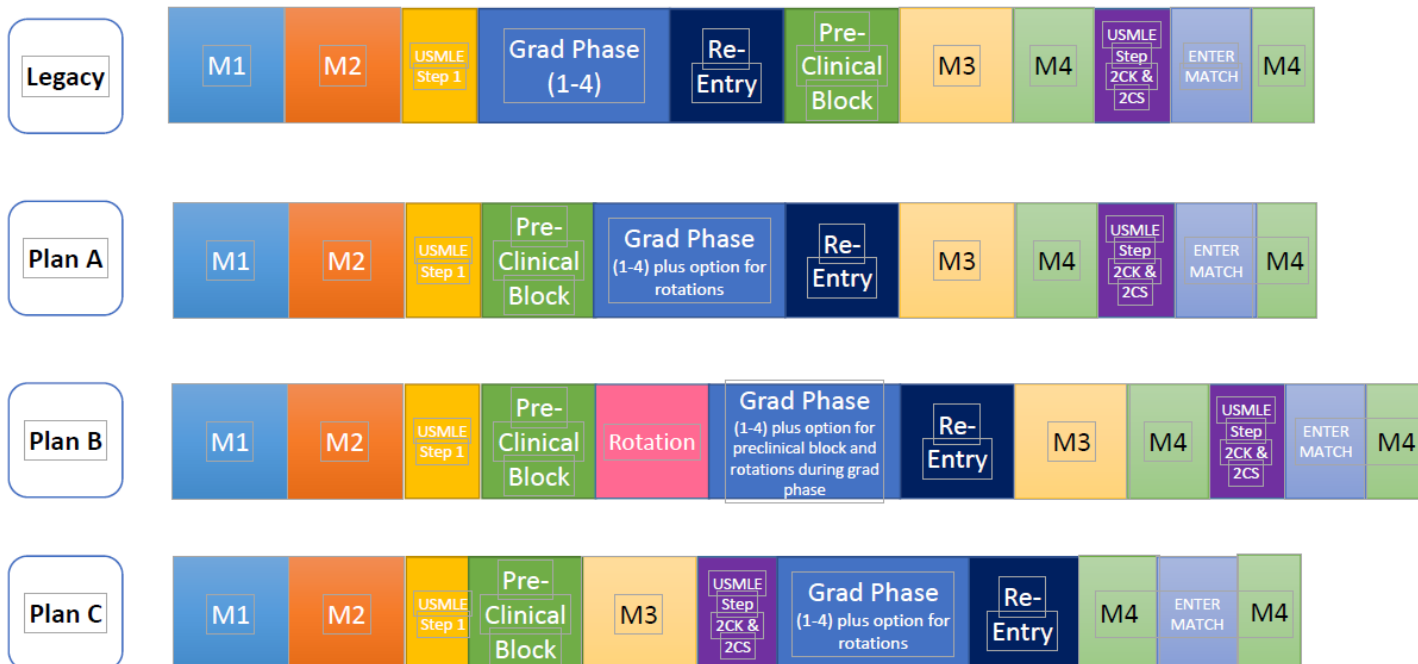 Legacy
M1
M2
USMLE
Step 1
Grad Phase
(1-4)
Re-
Entry
Pre-
Clinical
Block
M3
M4
USMLE
Step
2CK &
2CS
ENTER
MATCH
M4
Plan A
M1
M2
USMLE
Step 1
Pre-
Clinical
Block
Grad Phase
(1-4) plus option for
rotations
Re-
Entry
M3
M4
USMLE
Step
2CK &
2CS
ENTER
MATCH
M4
Plan B
M1
M2
USMLE
Step 1
Pre-
Clinical
Block
Rotation
Grad Phase
(1-4) plus option for
preclinical block and
rotations during grad
phase
Re-
Entry
M3
M4
USMLE
Step
2CK &
2CS
ENTER
MATCH
M4
Plan C
M1
M2
USMLE
Step 1
Pre-
Clinical
Block
M3
USMLE
Step
2CK &
2CS
Grad Phase
(1-4) plus option for
rotations
Re-
Entry
M4
ENTER
MATCH
M4